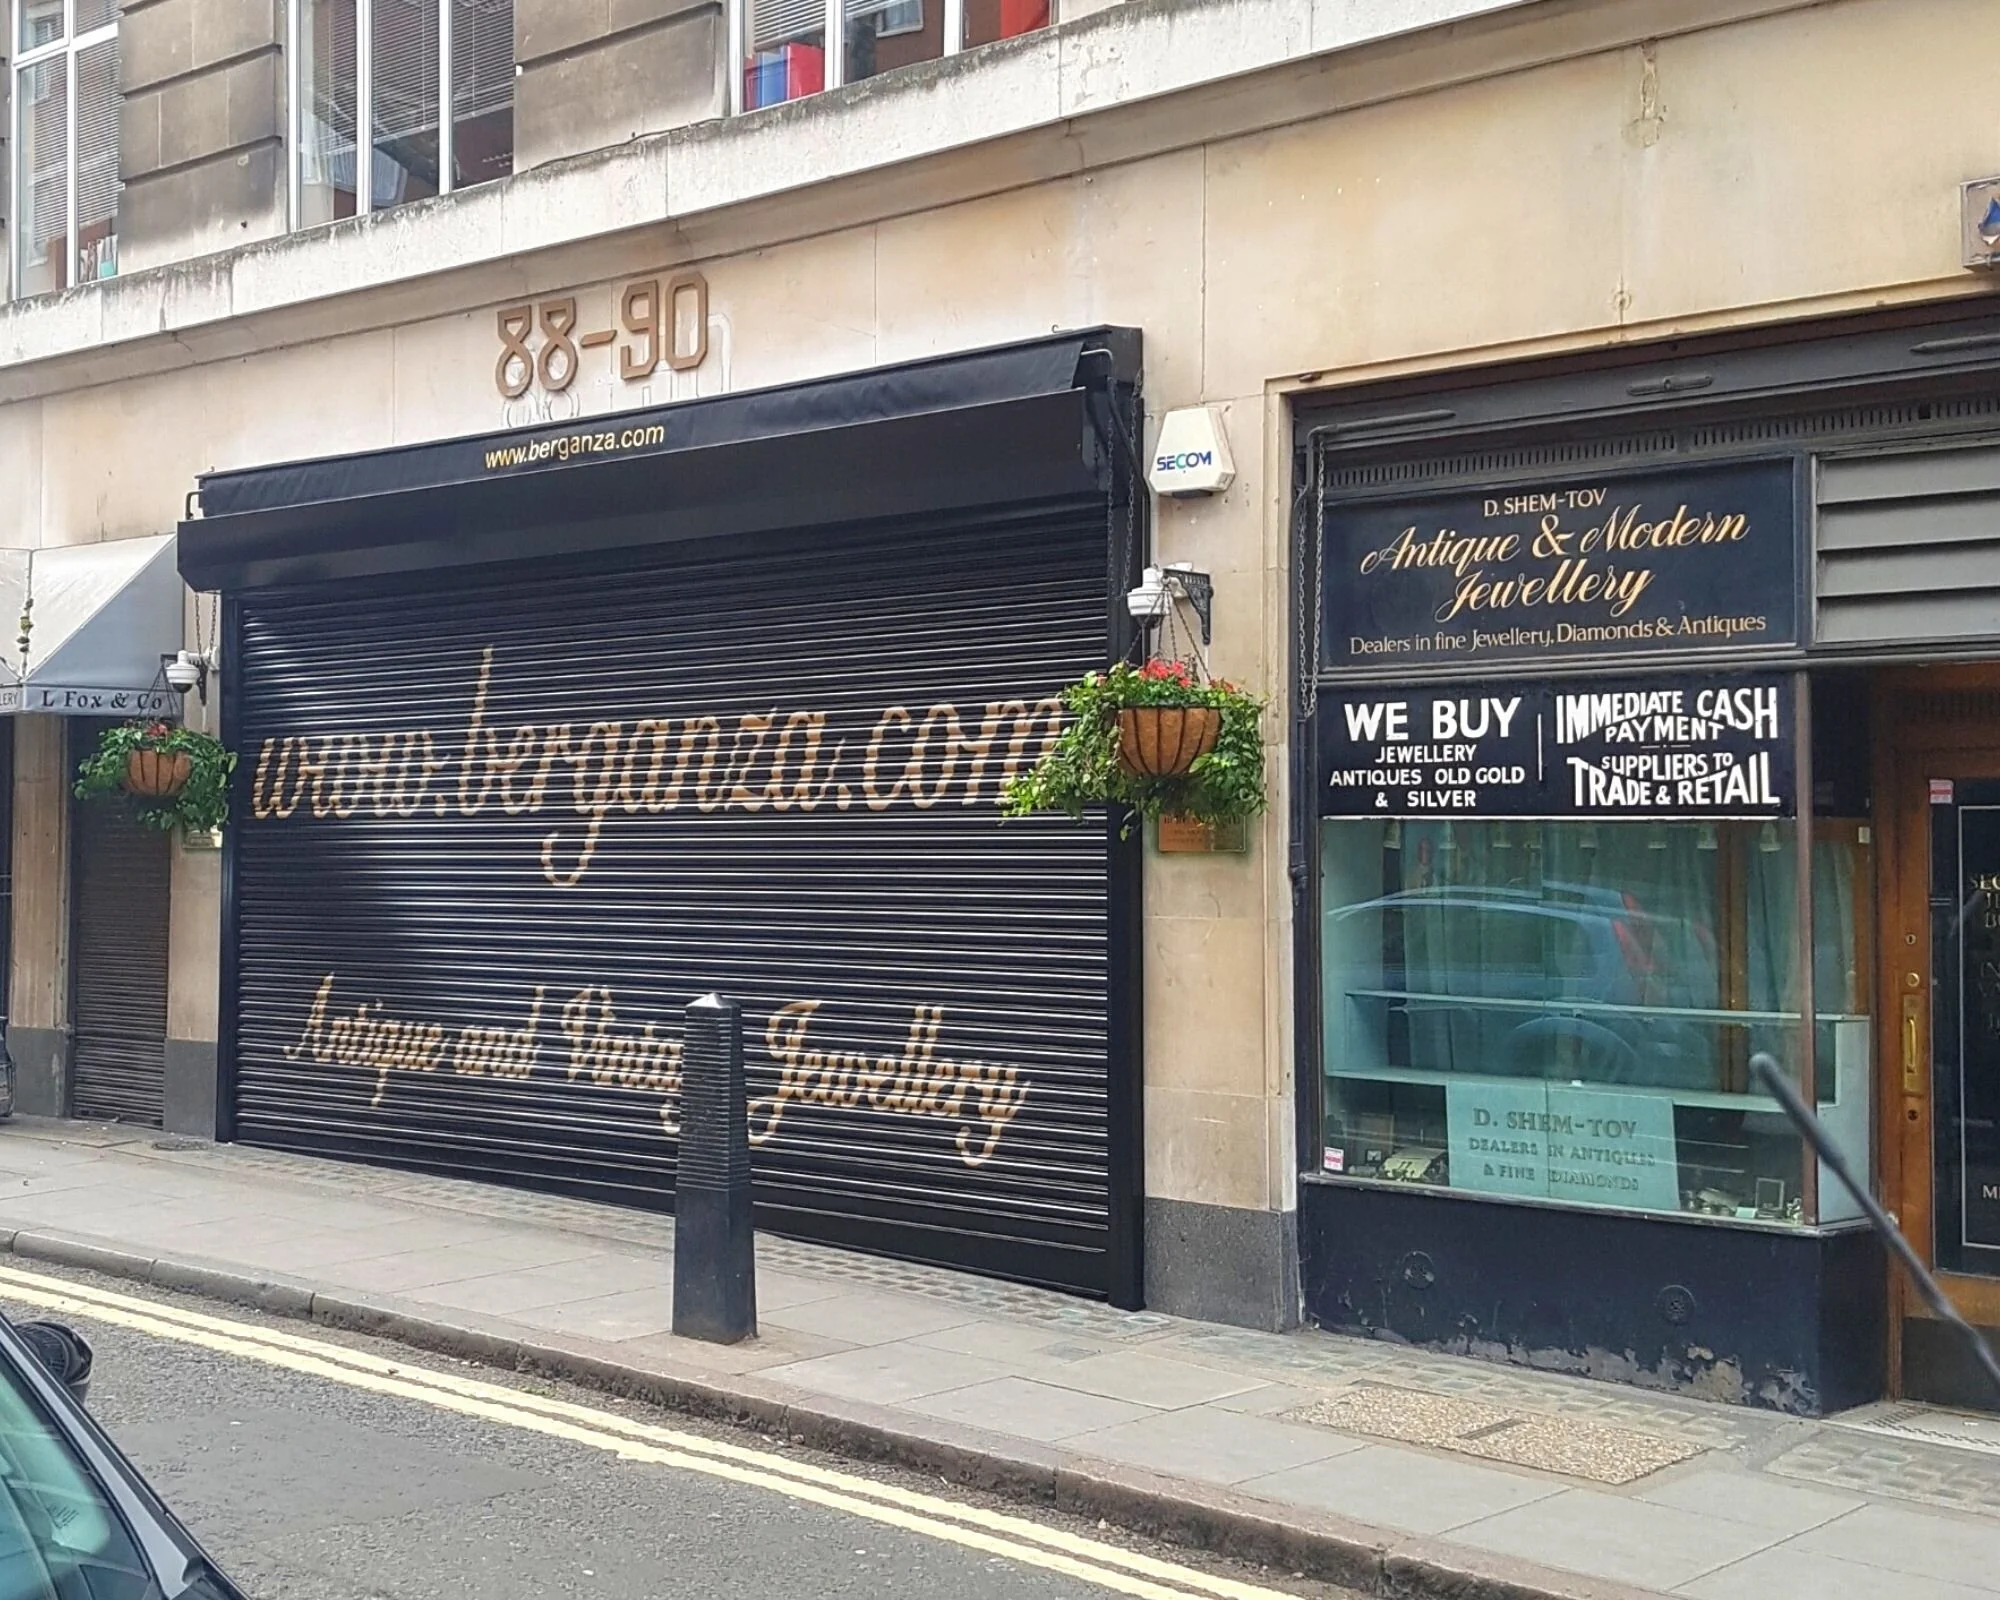 88-90
www.berganza.com
SECOM
L FOX & CO
www.berganza.com
Antique and Vintage Jewellery
D. SHEM-TOV
Antique & Modern
Jewellery
Dealers in fine Jewellery, Diamonds & Antiques
WE BUY
JEWELLERY
ANTIQUES OLD GOLD
& SILVER
IMMEDIATE CASH
PAYMENT
SUPPLIERS TO
TRADE & RETAIL
D. SHEM-TOV
DEALERS IN ANTIQUES
& FINE DIAMONDS